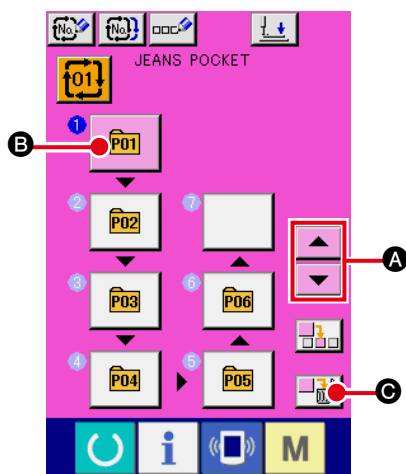 No. No.
JEANS POCKET
01
1 P01
B
2 P02
7
A
3 P03
6 P06
4 P04
5 P05
C
i M